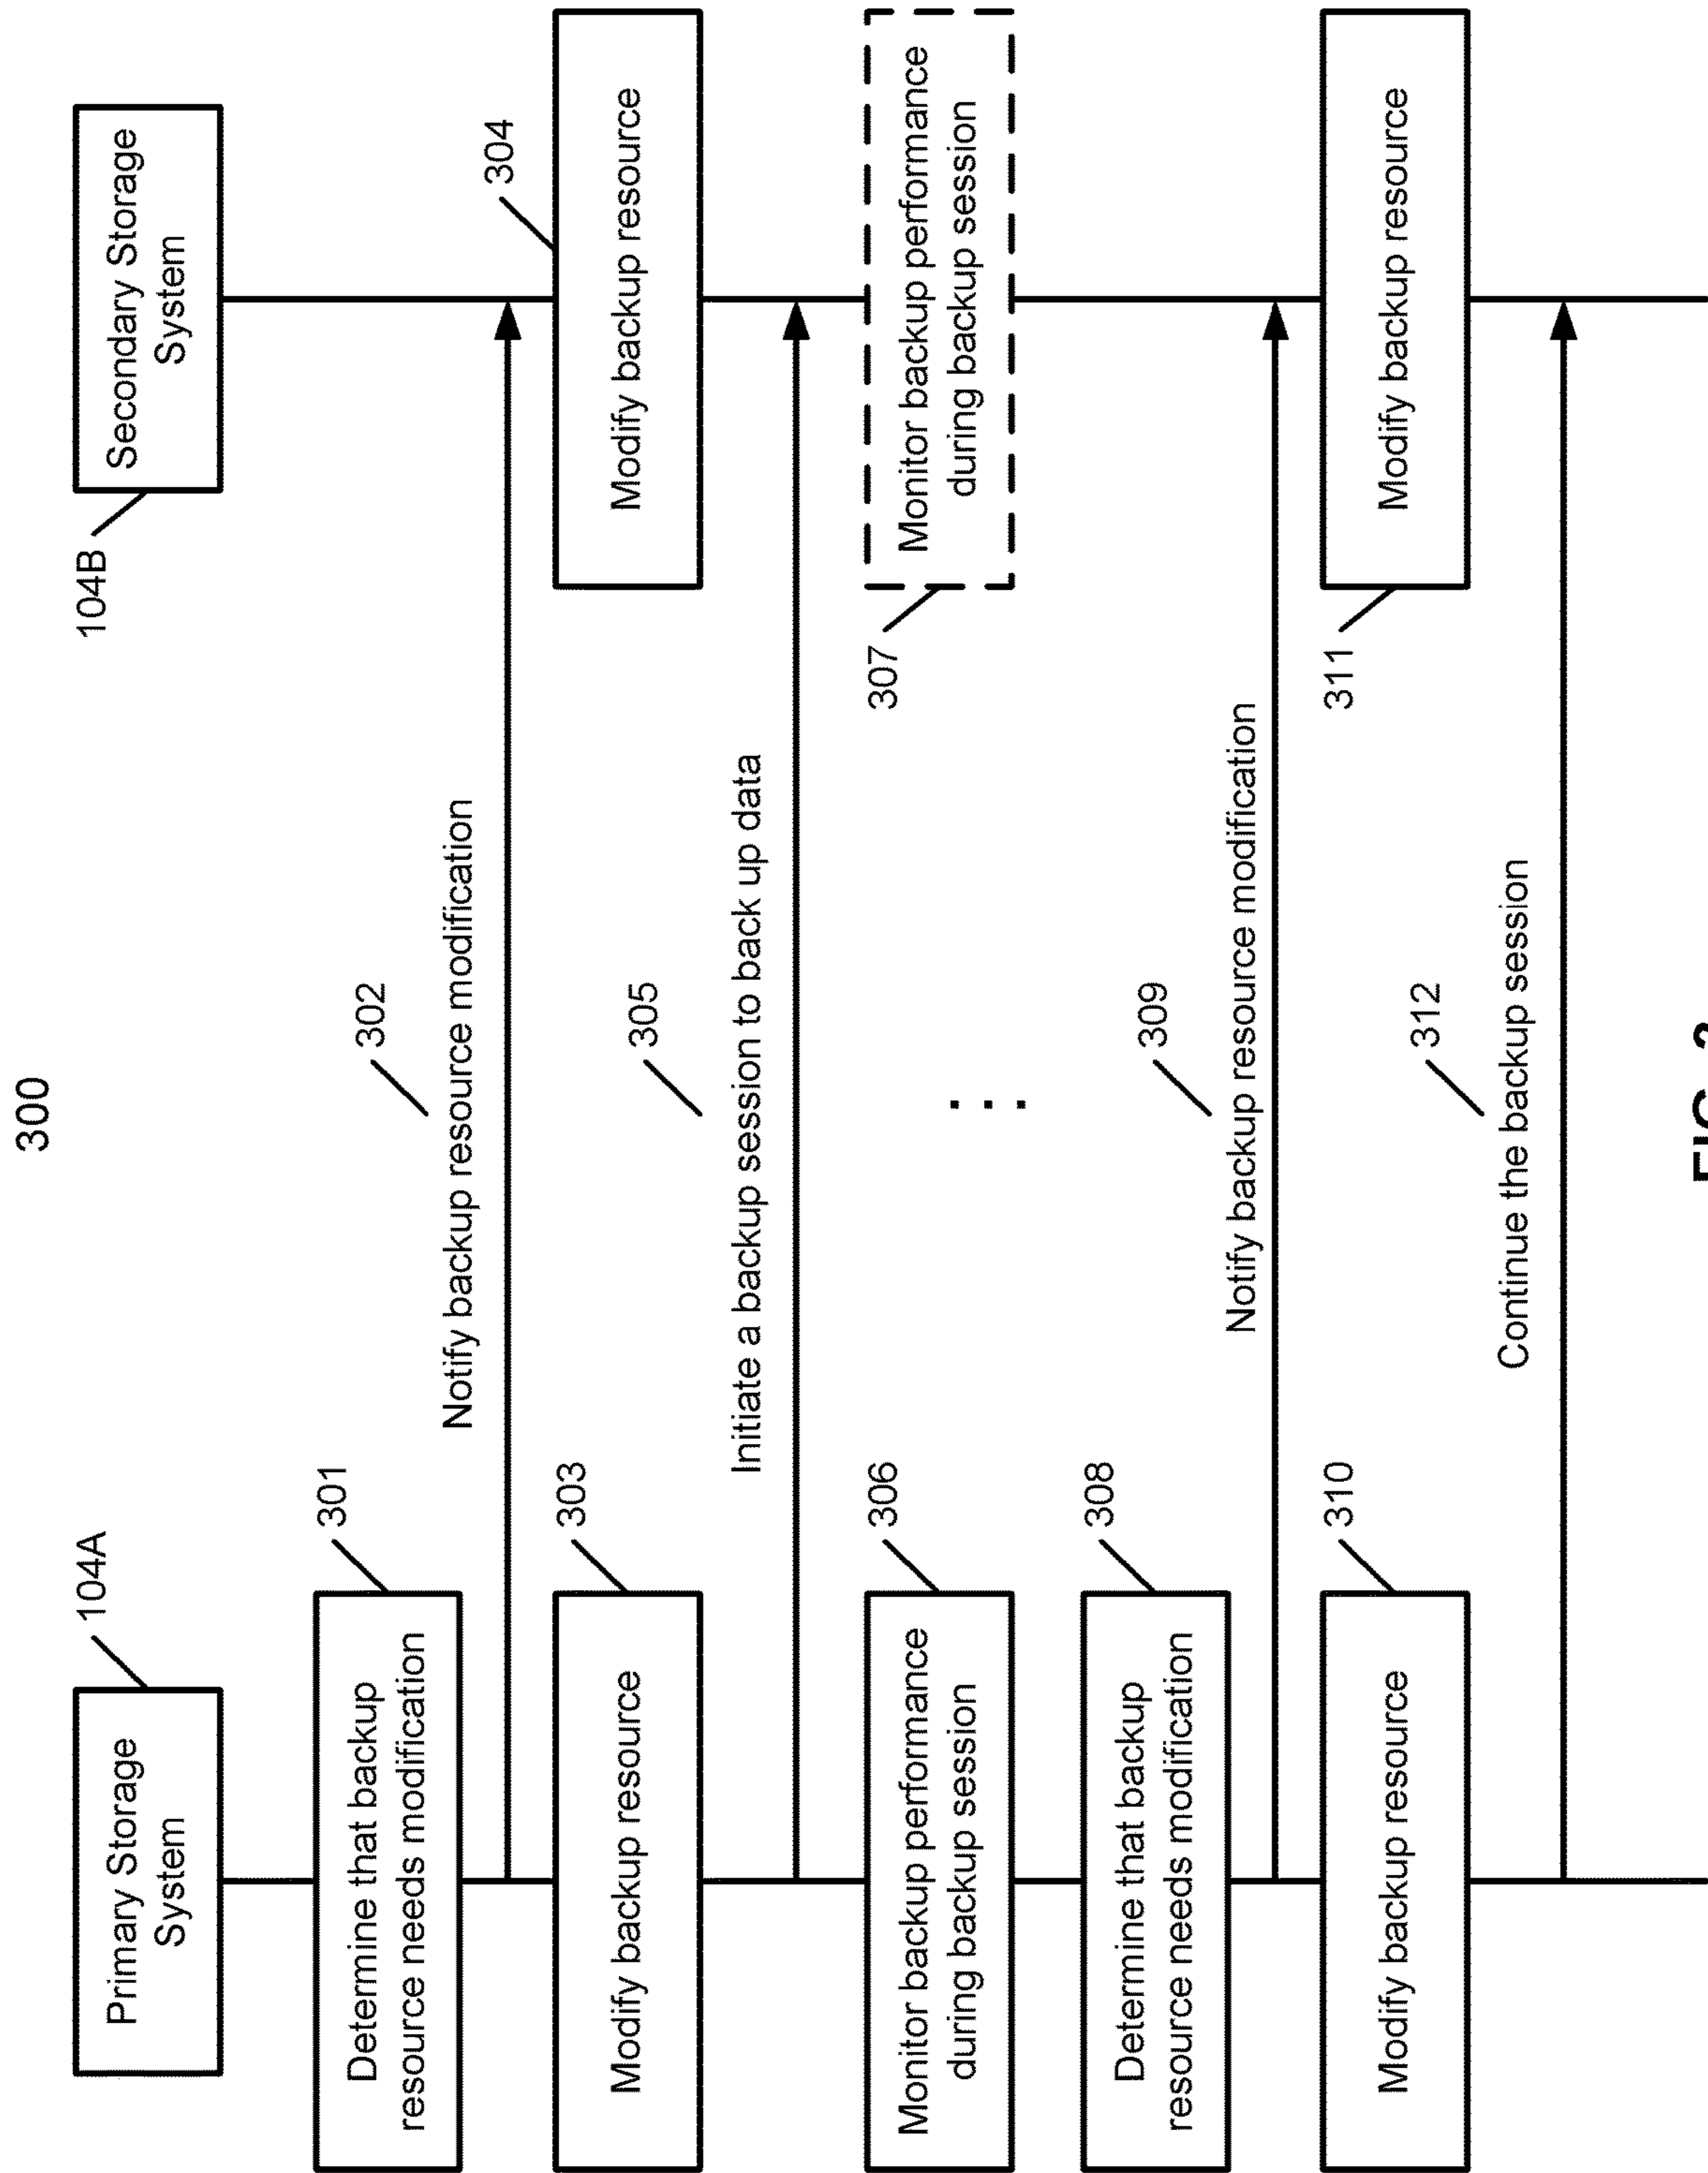 300
Primary Storage
System
104A
104B
Secondary Storage
System
Determine that backup
resource needs modification
301
302
Notify backup resource modification
Modify backup resource
303
304
Modify backup resource
305
Initiate a backup session to back up data
Monitor backup performance
during backup session
306
. . .
307
Monitor backup performance
during backup session
Determine that backup
resource needs modification
308
309
Notify backup resource modification
Modify backup resource
310
311
Modify backup resource
312
Continue the backup session
FIG.